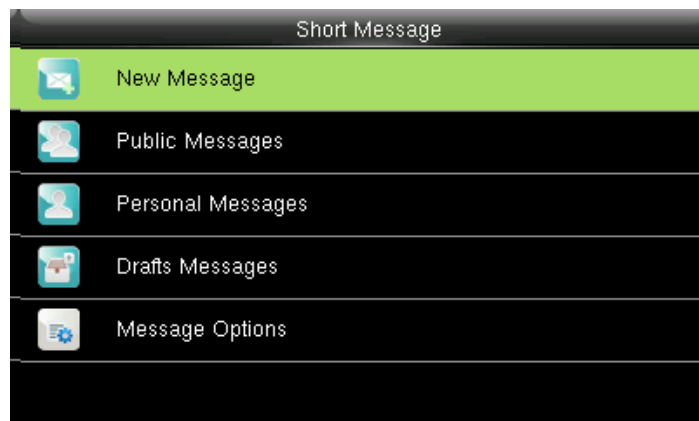 Short Message
New Message
Public Messages
Personal Messages
Drafts Messages
Message Options